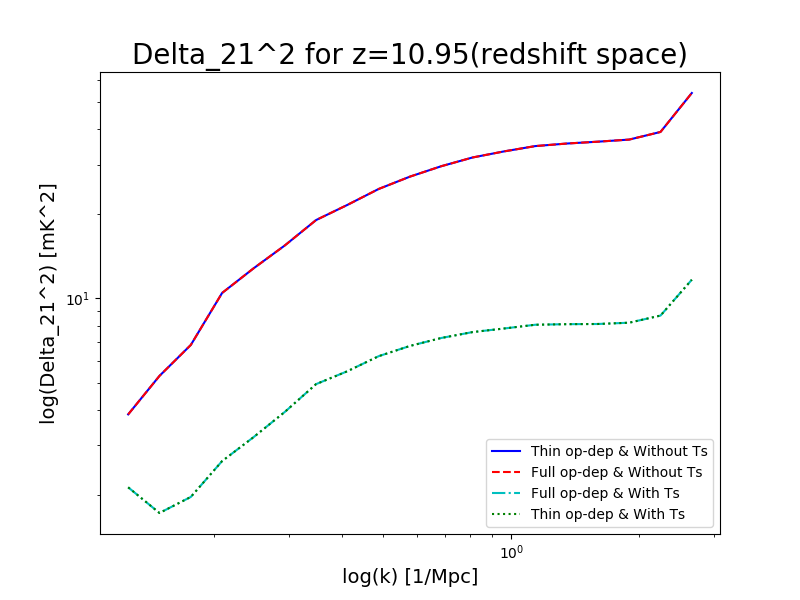 Delta_21^2 for z=10.95(redshift space)
log(Delta_21^2) [mK^2]
10^1
Thin op-dep & Without Ts
Full op-dep & Without Ts
Full op-dep & With Ts
Thin op-dep & With Ts
10^0
log(k) [1/Mpc]